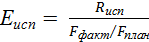 Eисп = Rисп / (Fфакт/Fплан)